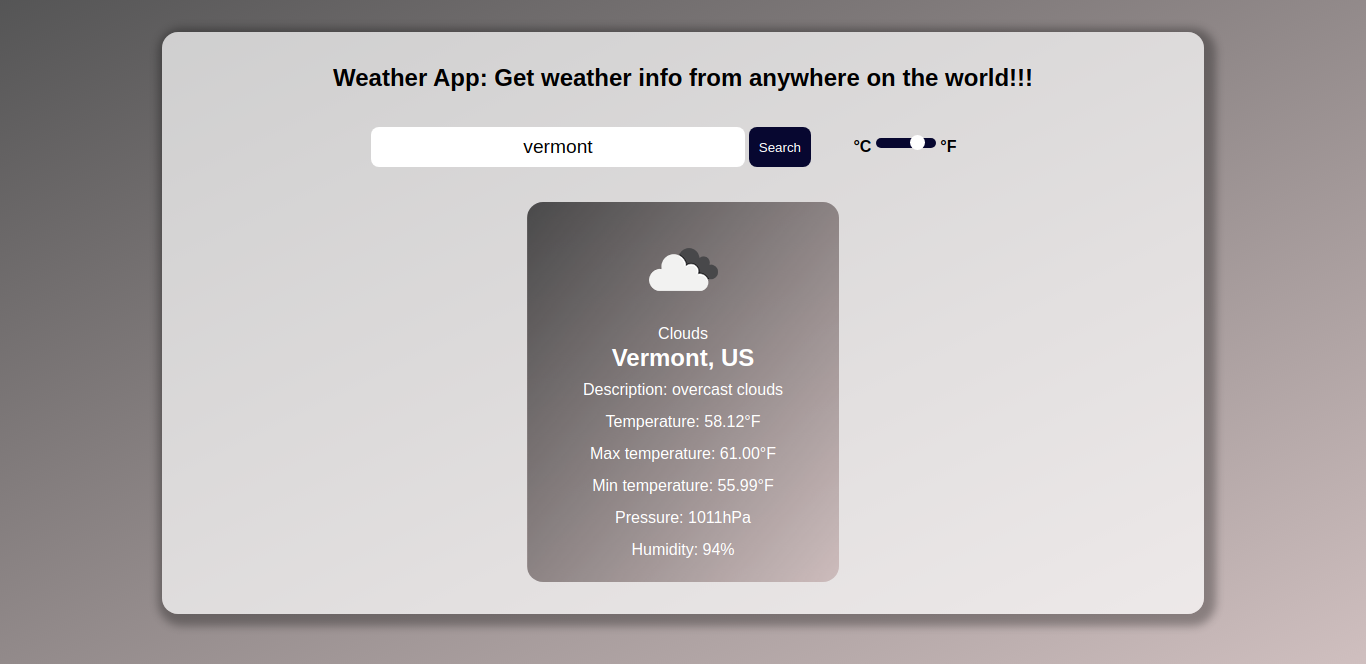 Weather App: Get weather info from anywhere on the world!!!
vermont
Search
°C
°F
Clouds
Vermont, US
Description: overcast clouds
Temperature: 58.12°F
Max temperature: 61.00°F
Min temperature: 55.99°F
Pressure: 1011hPa
Humidity: 94%